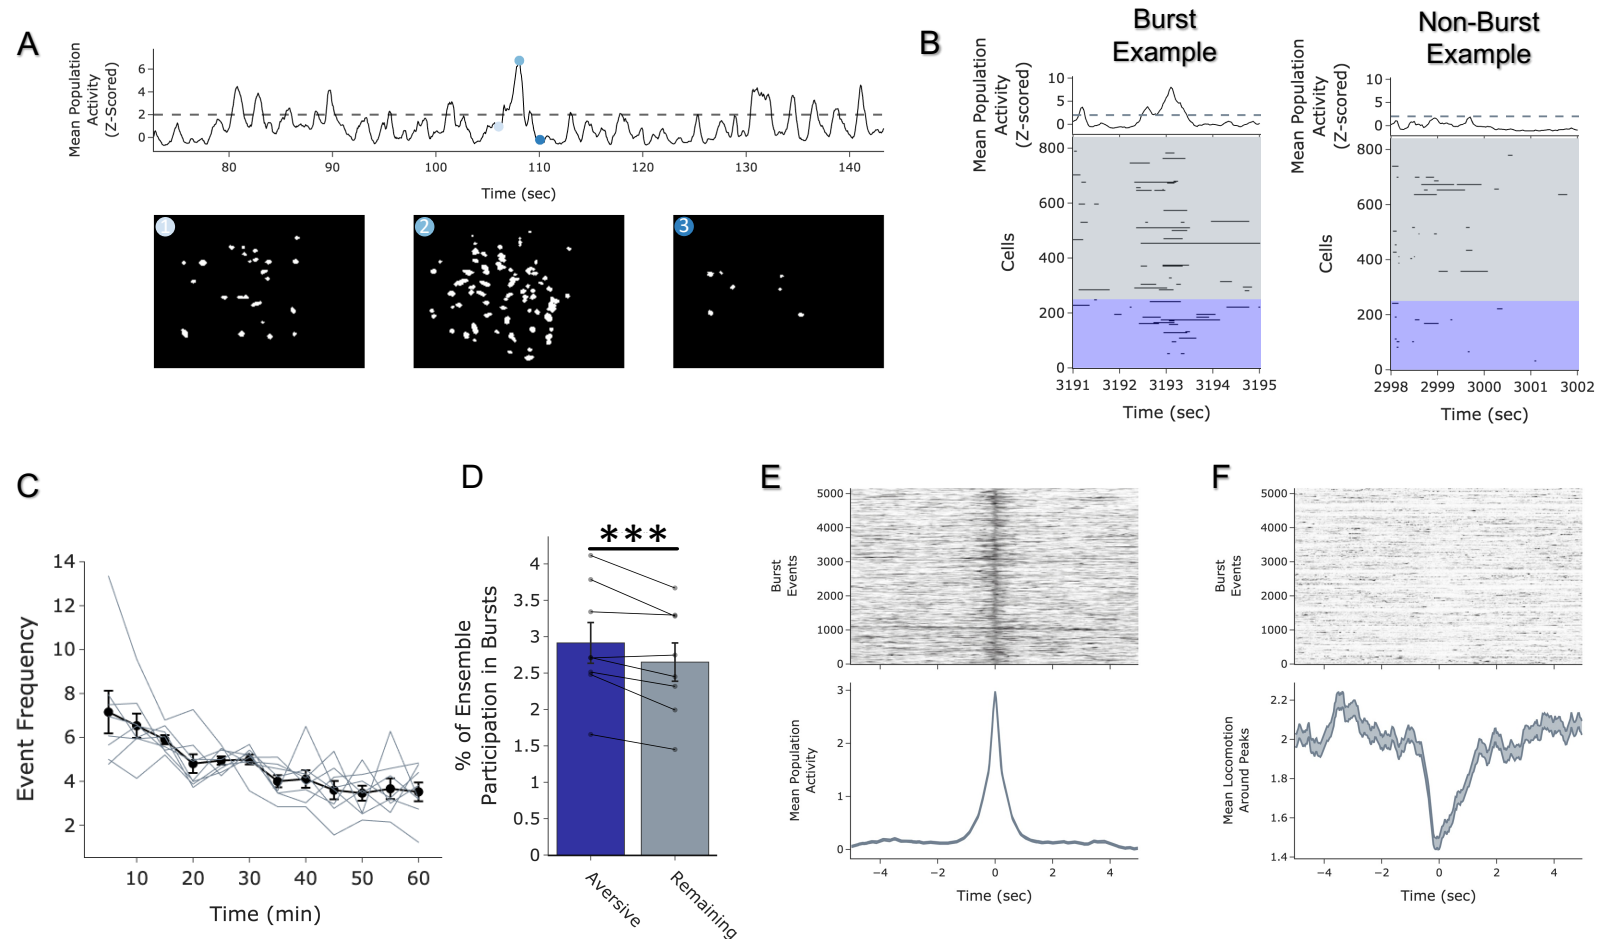 A
Mean Population
Activity
(Z-Scored)
6
4
2
0
80 90 100 110 120 130 140
Time (sec)
1
2
3
B
Burst
Example
Mean Population
Activity
(Z-scored)
10
5
0
800
600
400
200
0
Cells
3191 3192 3193 3194 3195
Time (sec)
Non-Burst
Example
Mean Population
Activity
(Z-scored)
10
5
0
800
600
400
200
0
Cells
2998 2999 3000 3001 3002
Time (sec)
C
Event Frequency
14
12
10
8
6
4
2
10 20 30 40 50 60
Time (min)
D
% of Ensemble
Participation in Bursts
***
4
3.5
3
2.5
2
1.5
1
0.5
0
Aversive
Remaining
E
Burst
Events
5000
4000
3000
2000
1000
0
Mean Population
Activity
3
2
1
0
−4 −2 0 2 4
Time (sec)
F
Burst
Events
5000
4000
3000
2000
1000
0
Mean Locomotion
Around Peaks
2.2
2
1.8
1.6
1.4
−4 −2 0 2 4
Time (sec)